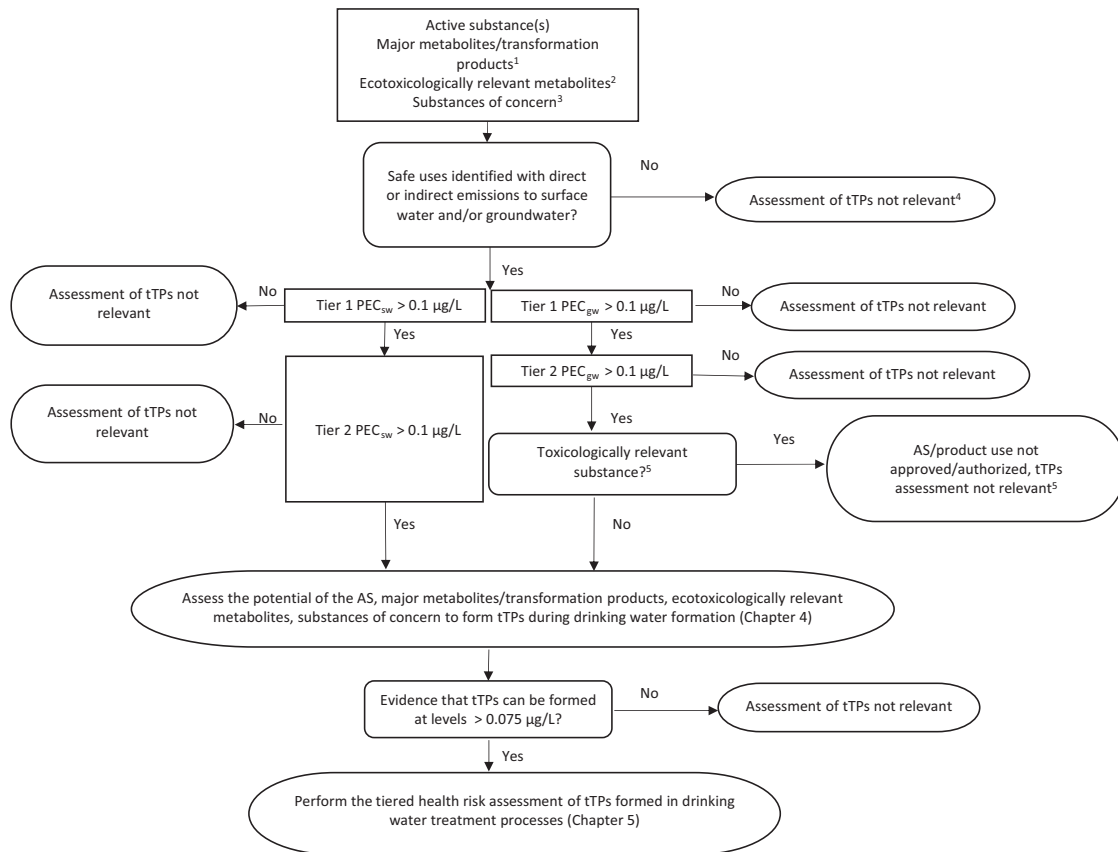 Active substance(s)
Major metabolites/transformation
products¹
Ecotoxicologically relevant metabolites²
Substances of concern³
Safe uses identified with direct
or indirect emissions to surface
water and/or groundwater?
No
Assessment of tTPs not relevant⁴
Yes
Assessment of tTPs not
relevant
No
Tier 1 PECsw > 0.1 µg/L
Tier 1 PECgw > 0.1 µg/L
No
Assessment of tTPs not relevant
Yes
Yes
Tier 2 PECgw > 0.1 µg/L
No
Assessment of tTPs not relevant
Assessment of tTPs not
relevant
No
Tier 2 PECsw > 0.1 µg/L
Yes
Toxicologically relevant
substance?⁵
Yes
AS/product use not
approved/authorized, tTPs
assessment not relevant⁵
Yes
No
Assess the potential of the AS, major metabolites/transformation products, ecotoxicologically relevant
metabolites, substances of concern to form tTPs during drinking water formation (Chapter 4)
Evidence that tTPs can be formed
at levels > 0.075 µg/L?
No
Assessment of tTPs not relevant
Yes
Perform the tiered health risk assessment of tTPs formed in drinking
water treatment processes (Chapter 5)